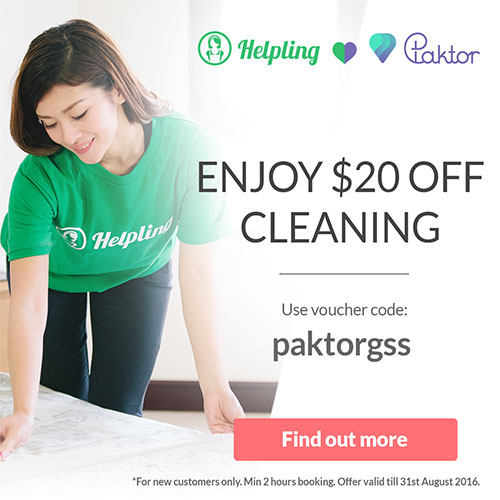 Helpling Paktor
ENJOY $20 OFF
CLEANING
Helpling
Use voucher code:
paktorgss
Find out more
*For new customers only. Min 2 hours booking. Offer valid till 31st August 2016.